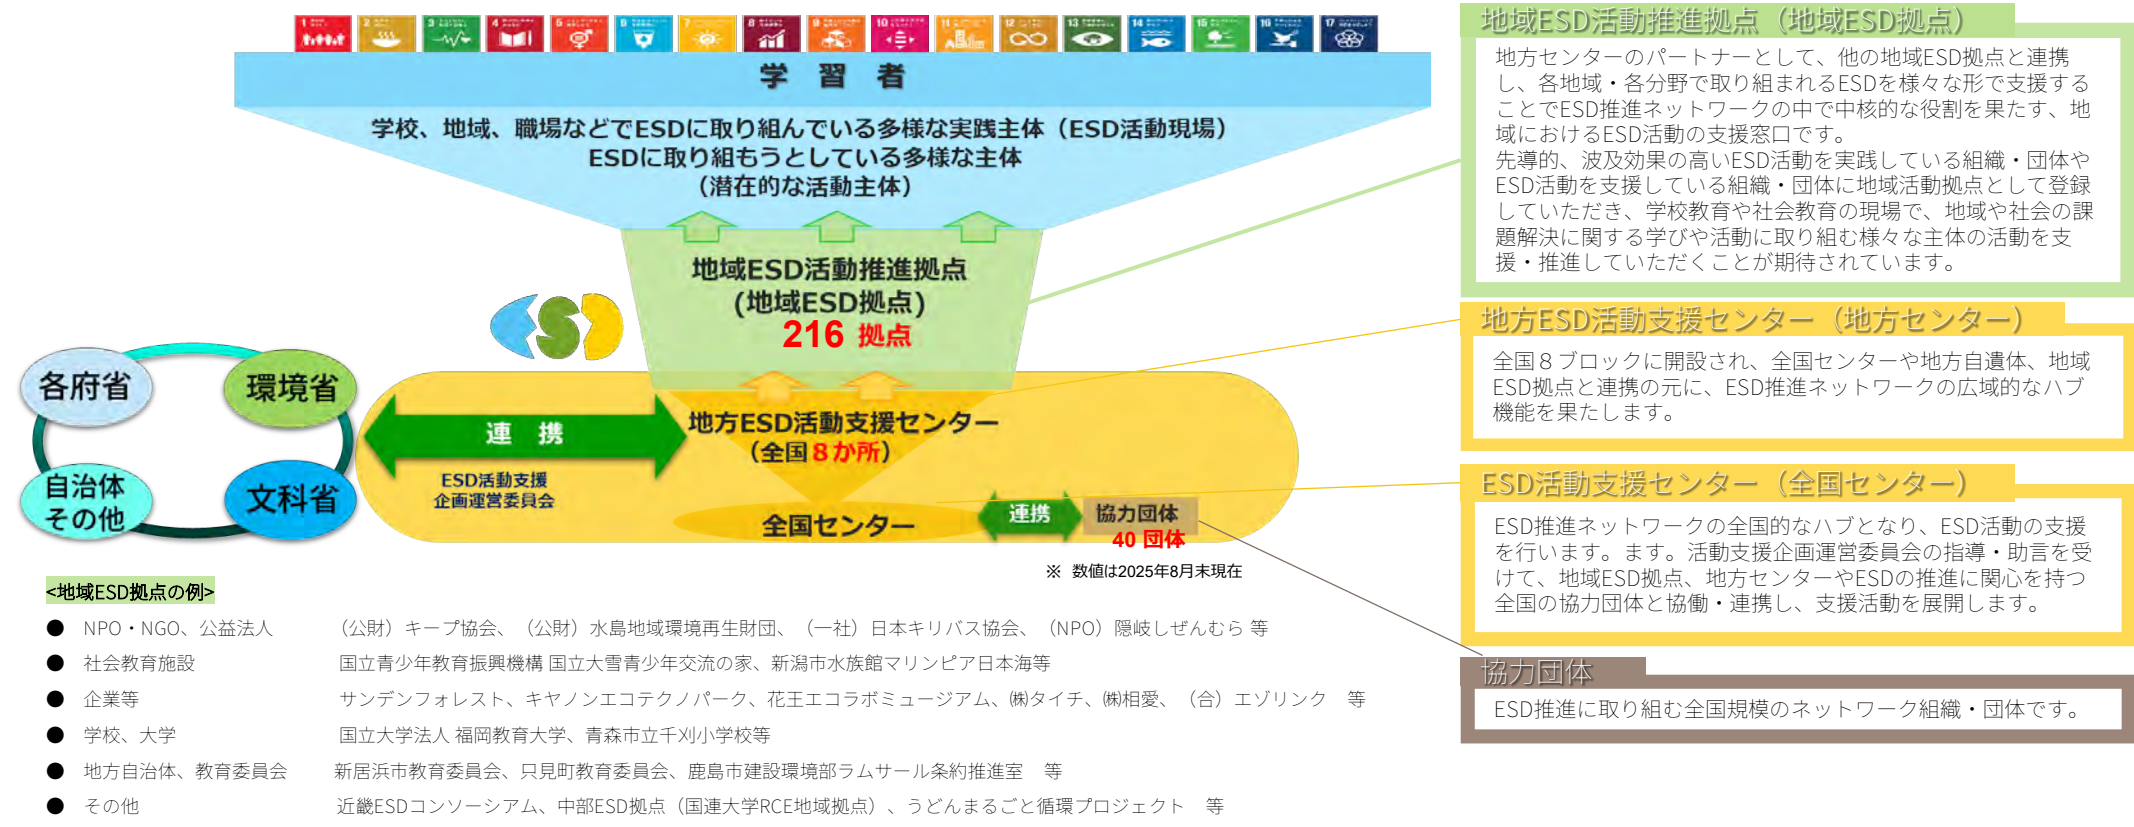 1
2
3
4
5
6
7
8
9
10
11
12
13
14
15
16
17
学 習 者
学校、地域、職場などでESDに取り組んでいる多様な実践主体（ESD活動現場）
ESDに取り組もうとしている多様な主体
（潜在的な活動主体）
地域ESD活動推進拠点
(地域ESD拠点)
216 拠点
ESD
各府省
環境省
自治体
その他
文科省
連 携
ESD活動支援
企画運営委員会
地方ESD活動支援センター
（全国８か所）
全国センター
連携
協力団体
40 団体
※ 数値は2025年8月末現在
地域ESD活動推進拠点（地域ESD拠点）
地方センターのパートナーとして、他の地域ESD拠点と連携
し、各地域・各分野で取り組まれるESDを様々な形で支援する
ことでESD推進ネットワークの中で中核的な役割を果たす、地
域におけるESD活動の支援窓口です。
先導的、波及効果の高いESD活動を実践している組織・団体や
ESD活動を支援している組織・団体に地域活動拠点として登録
していただき、学校教育や社会教育の現場で、地域や社会の課
題解決に関する学びや活動に取り組む様々な主体の活動を支
援・推進していただくことが期待されています。
地方ESD活動支援センター（地方センター）
全国８ブロックに開設され、全国センターや地方自遺体、地域
ESD拠点と連携の元に、ESD推進ネットワークの広域的なハブ
機能を果たします。
ESD活動支援センター（全国センター）
ESD推進ネットワークの全国的なハブとなり、ESD活動の支援
を行います。ます。活動支援企画運営委員会の指導・助言を受
けて、地域ESD拠点、地方センターやESDの推進に関心を持つ
全国の協力団体と協働・連携し、支援活動を展開します。
協力団体
ESD推進に取り組む全国規模のネットワーク組織・団体です。
<地域ESD拠点の例>
● NPO・NGO、公益法人 （公財）キープ協会、（公財）水島地域環境再生財団、（一社）日本キリバス協会、（NPO）隠岐しぜんむら 等
● 社会教育施設 国立青少年教育振興機構 国立大雪青少年交流の家、新潟市水族館マリンピア日本海等
● 企業等 サンデンフォレスト、キヤノンエコテクノパーク、花王エコラボミュージアム、㈱タイチ、㈱相愛、（合）エゾリンク 等
● 学校、大学 国立大学法人 福岡教育大学、青森市立千刈小学校等
● 地方自治体、教育委員会 新居浜市教育委員会、只見町教育委員会、鹿島市建設環境部ラムサール条約推進室 等
● その他 近畿ESDコンソーシアム、中部ESD拠点（国連大学RCE地域拠点）、うどんまるごと循環プロジェクト 等